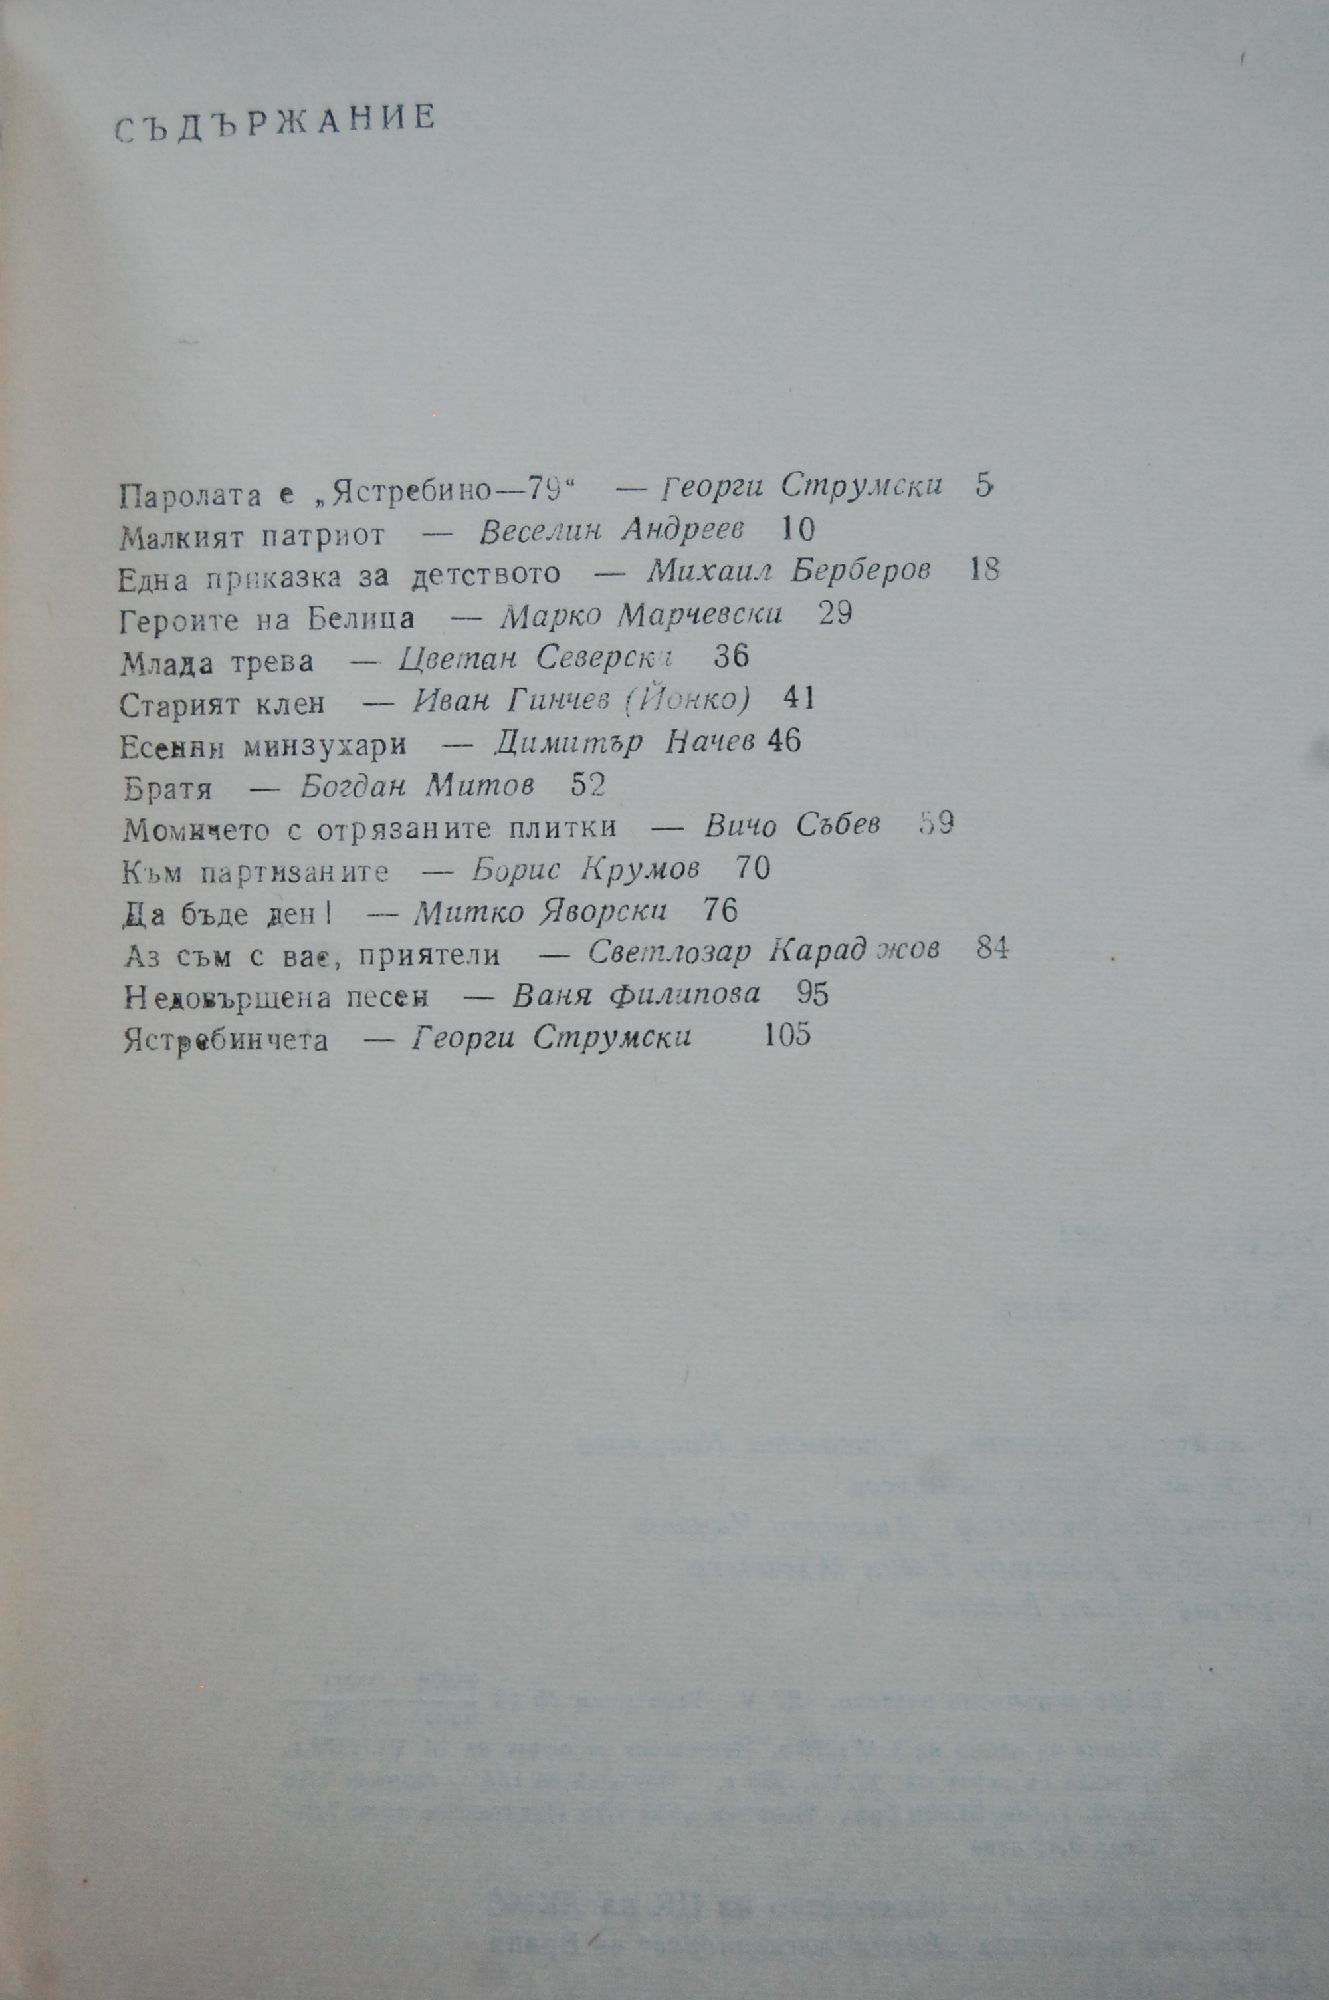 СЪДЪРЖАНИЕ
Паролата е „Ястребино—79“ — Георги Струмски 5
Малкият патриот — Веселин Андреев 10
Една приказка за детството — Михаил Берберов 18
Героите на Белица — Марко Марчевски 29
Млада трева — Цветан Северски 36
Старият клен — Иван Гинчев (Йонко) 41
Есенни минзухари — Димитър Начев 46
Братя — Богдан Митов 52
Момичето с отрязаните плитки — Вичо Събев 59
Към партизаните — Борис Крумов 70
Да бъде ден! — Митко Яворски 76
Аз съм с вас, приятели — Светлозар Караджов 84
Недовършена песен — Ваня Филипова 95
Ястребинчета — Георги Струмски 105